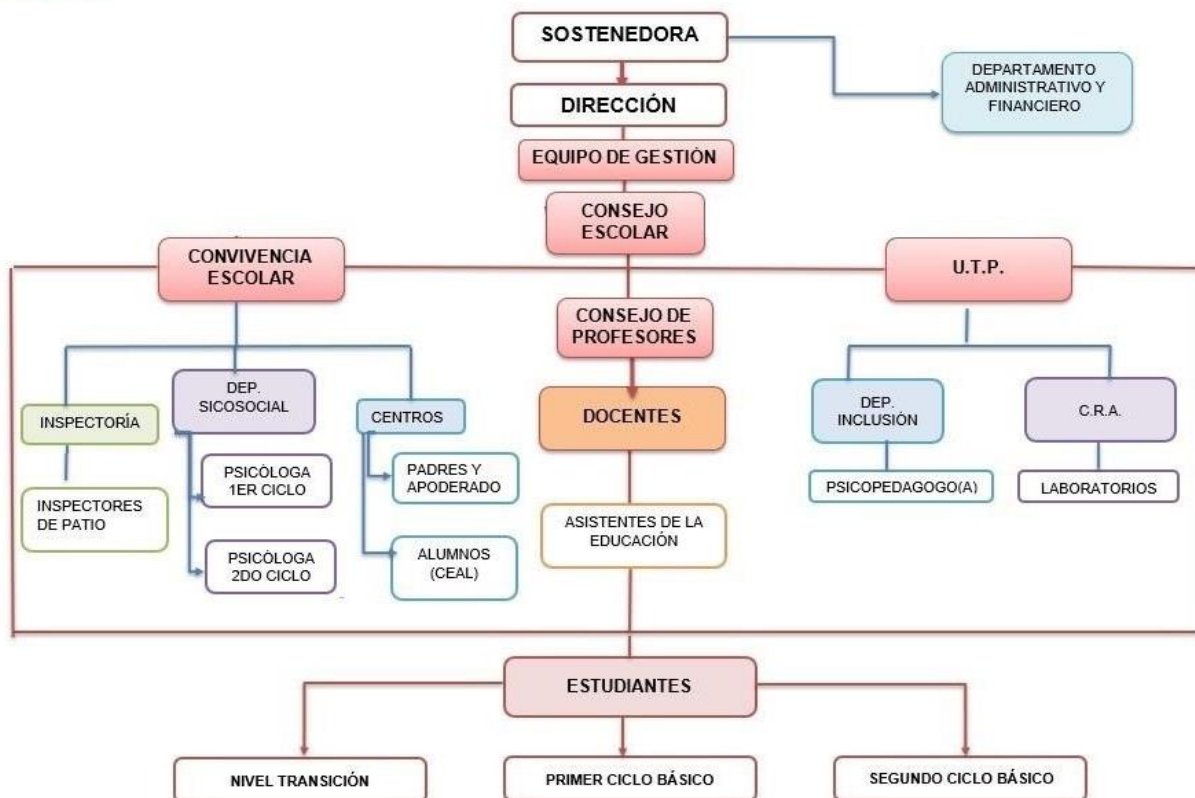 SOSTENEDORA
DEPARTAMENTO
ADMINISTRATIVO Y
FINANCIERO
DIRECCIÓN
EQUIPO DE GESTIÓN
CONSEJO
ESCOLAR
CONVIVENCIA
ESCOLAR
U.T.P.
CONSEJO DE
PROFESORES
INSPECTORÍA
DEP.
SICOSOCIAL
CENTROS
DOCENTES
DEP.
INCLUSIÓN
C.R.A.
INSPECTORES
DE PATIO
PSICÒLOGA
1ER CICLO
PADRES Y
APODERADO
PSICOPEDAGOGO(A)
LABORATORIOS
PSICÒLOGA
2DO CICLO
ALUMNOS
(CEAL)
ASISTENTES DE LA
EDUCACIÓN
ESTUDIANTES
NIVEL TRANSICIÓN
PRIMER CICLO BÁSICO
SEGUNDO CICLO BÁSICO